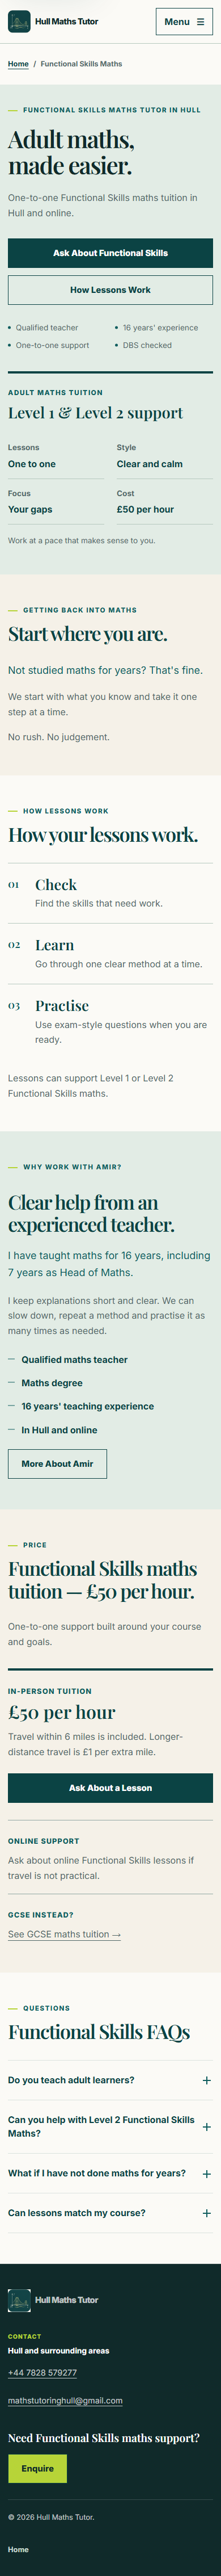 Hull Maths Tutor
Menu
Home / Functional Skills Maths
FUNCTIONAL SKILLS MATHS TUTOR IN HULL
Adult maths,
made easier.
One-to-one Functional Skills maths tuition in
Hull and online.
Ask About Functional Skills
How Lessons Work
Qualified teacher
16 years' experience
One-to-one support
DBS checked
ADULT MATHS TUITION
Level 1 & Level 2 support
Lessons
One to one
Style
Clear and calm
Focus
Your gaps
Cost
£50 per hour
Work at a pace that makes sense to you.
GETTING BACK INTO MATHS
Start where you are.
Not studied maths for years? That's fine.
We start with what you know and take it one
step at a time.
No rush. No judgement.
HOW LESSONS WORK
How your lessons work.
01 Check
Find the skills that need work.
02 Learn
Go through one clear method at a time.
03 Practise
Use exam-style questions when you are
ready.
Lessons can support Level 1 or Level 2
Functional Skills maths.
WHY WORK WITH AMIR?
Clear help from an
experienced teacher.
I have taught maths for 16 years, including
7 years as Head of Maths.
I keep explanations short and clear. We can
slow down, repeat a method and practise it as
many times as needed.
— Qualified maths teacher
— Maths degree
— 16 years' teaching experience
— In Hull and online
More About Amir
PRICE
Functional Skills maths
tuition — £50 per hour.
One-to-one support built around your course
and goals.
IN-PERSON TUITION
£50 per hour
Travel within 6 miles is included. Longer-
distance travel is £1 per extra mile.
Ask About a Lesson
ONLINE SUPPORT
Ask about online Functional Skills lessons if
travel is not practical.
GCSE INSTEAD?
See GCSE maths tuition →
QUESTIONS
Functional Skills FAQs
Do you teach adult learners? +
Can you help with Level 2 Functional Skills
Maths? +
What if I have not done maths for years? +
Can lessons match my course? +
Hull Maths Tutor
CONTACT
Hull and surrounding areas
+44 7828 579277
mathstutoringhull@gmail.com
Need Functional Skills maths support?
Enquire
© 2026 Hull Maths Tutor.
Home